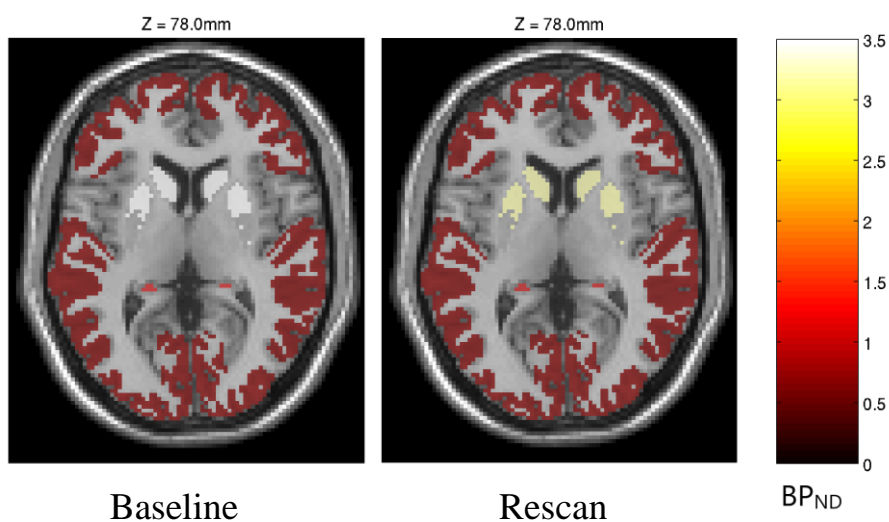 Z = 78.0mm
Z = 78.0mm
3.5
3
2.5
2
1.5
1
0.5
0
Baseline
Rescan
BPND